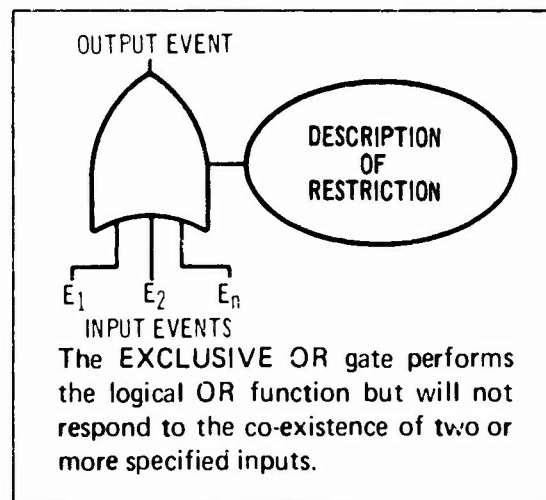 OUTPUT EVENT
DESCRIPTION
OF
RESTRICTION
E1 E2 En
INPUT EVENTS
The EXCLUSIVE OR gate performs
the logical OR function but will not
respond to the co-existence of two or
more specified inputs.